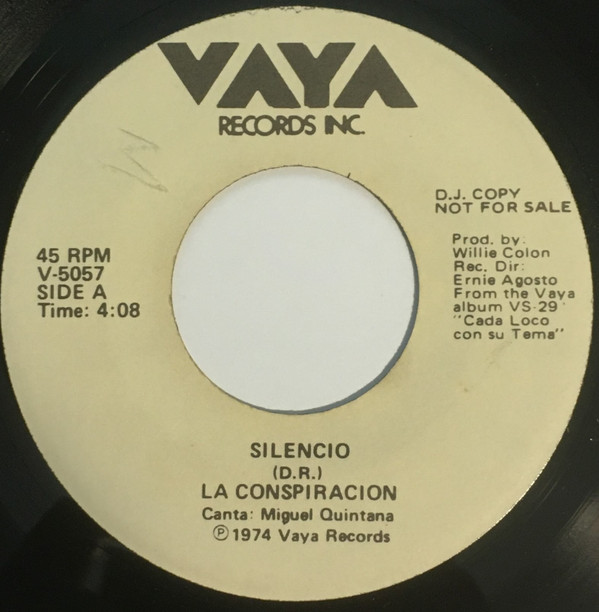 VAYA
RECORDS INC.
D.J. COPY
NOT FOR SALE
45 RPM
V-5057
SIDE A
Time: 4:08
Prod. by:
Willie Colon
Rec. Dir:
Ernie Agosto
From the Vaya
album VS-29
"Cada Loco
con su Tema"
SILENCIO
(D.R.)
LA CONSPIRACION
Canta: Miguel Quintana
℗ 1974 Vaya Records